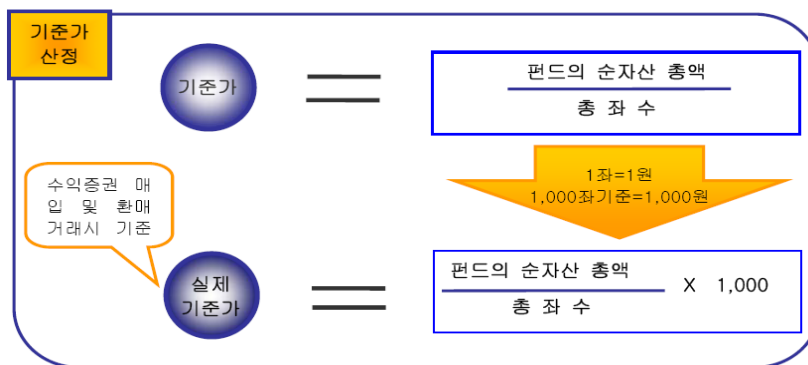 기준가
산정
기준가
펀드의 순자산 총액
총 좌 수
1좌=1원
1,000좌기준=1,000원
수익증권 매
입 및 환매
거래시 기준
실제
기준가
펀드의 순자산 총액
총 좌 수
X 1,000